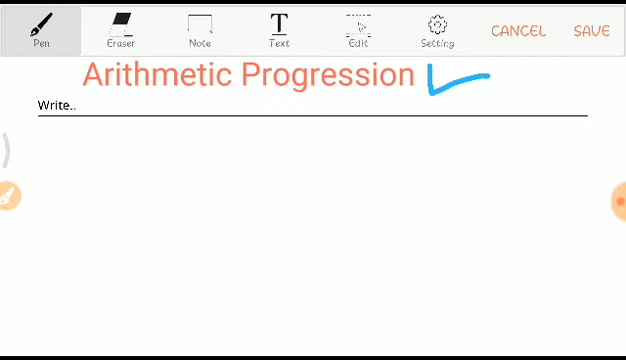 Pen Eraser Note Text Edit Setting CANCEL SAVE
Arithmetic Progression
Write..